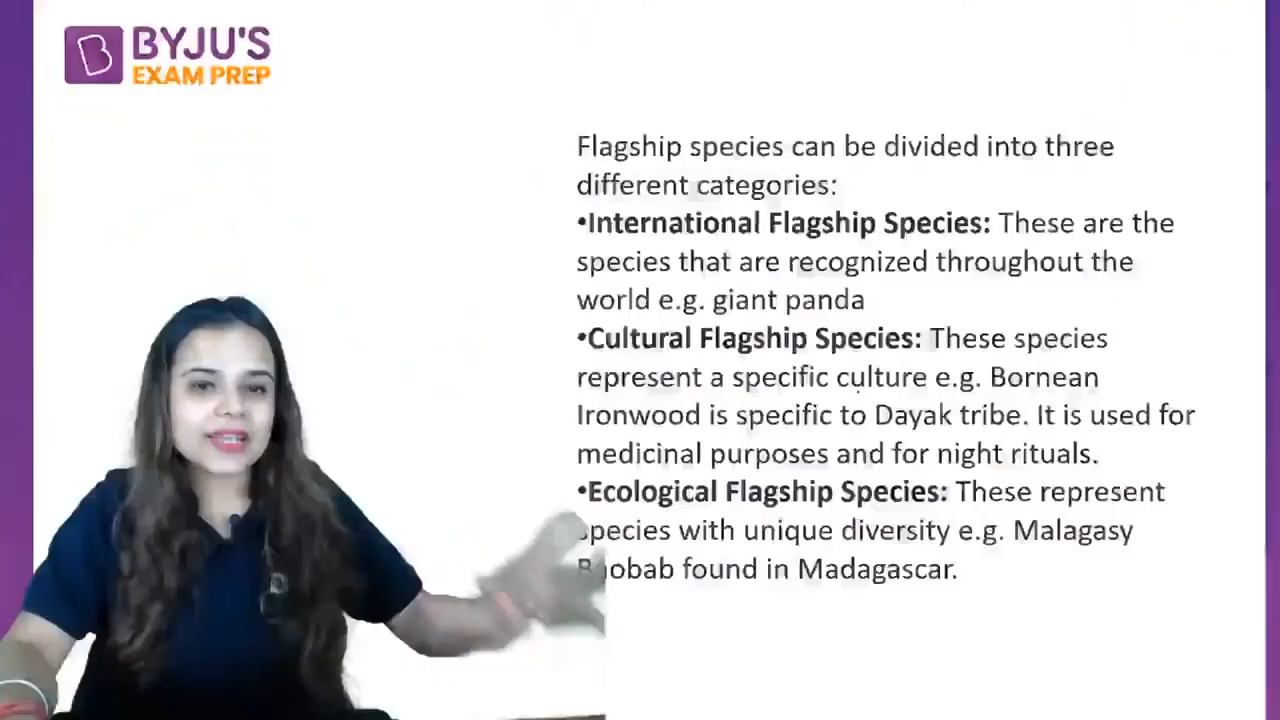 BYJU'S
EXAM PREP
Flagship species can be divided into three
different categories:
•International Flagship Species: These are the
species that are recognized throughout the
world e.g. giant panda
•Cultural Flagship Species: These species
represent a specific culture e.g. Bornean
Ironwood is specific to Dayak tribe. It is used for
medicinal purposes and for night rituals.
•Ecological Flagship Species: These represent
species with unique diversity e.g. Malagasy
Baobab found in Madagascar.